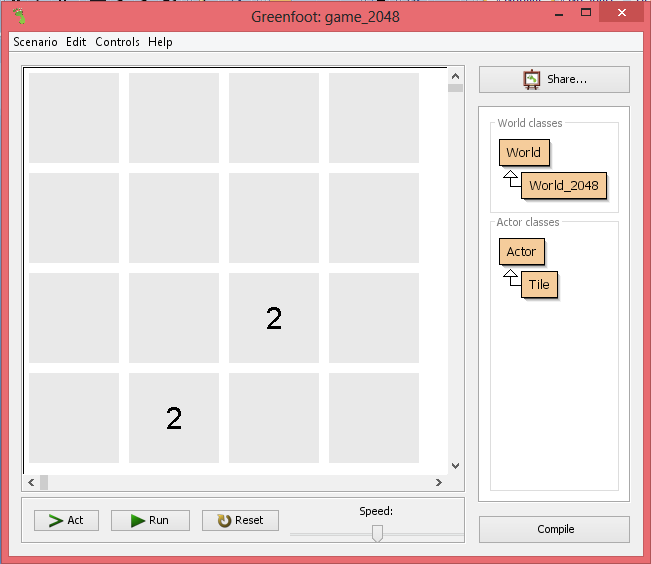 Greenfoot: game_2048
Scenario Edit Controls Help
Share...
World classes
World
World_2048
Actor classes
Actor
Tile
2
2
Act
Run
Reset
Speed:
Compile